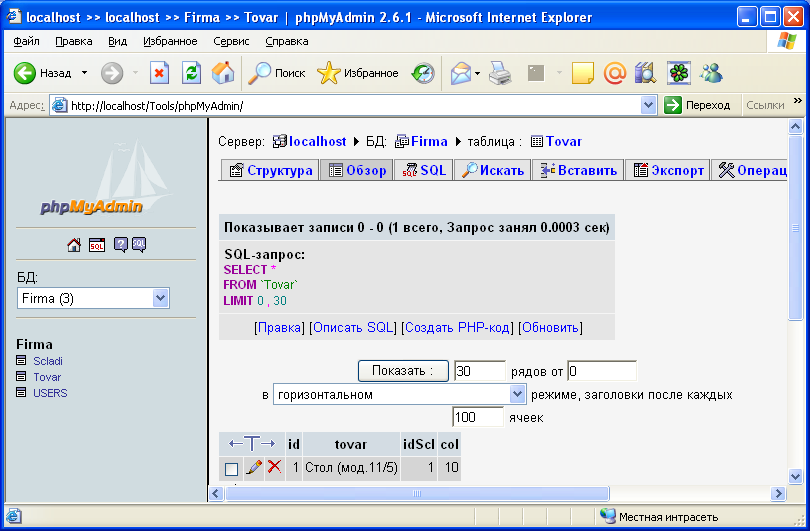 localhost >> localhost >> Firma >> Tovar | phpMyAdmin 2.6.1 - Microsoft Internet Explorer
Файл Правка Вид Избранное Сервис Справка
Назад Поиск Избранное
Адрес: http://localhost/Tools/phpMyAdmin/ Переход Ссылки »
phpMyAdmin
SQL ? SQL
БД:
Firma (3)
Firma
Scladi
Tovar
USERS
Сервер: localhost БД: Firma таблица : Tovar
Структура Обзор SQL Искать Вставить Экспорт Операц
Показывает записи 0 - 0 (1 всего, Запрос занял 0.0003 сек)
SQL-запрос:
SELECT *
FROM `Tovar`
LIMIT 0 , 30
[Правка] [Описать SQL] [Создать PHP-код] [Обновить]
Показать : 30 рядов от 0
в горизонтальном режиме, заголовки после каждых
100 ячеек
←T→ id tovar idScl col
1 Стол (мод.11/5) 1 10
Местная интрасеть